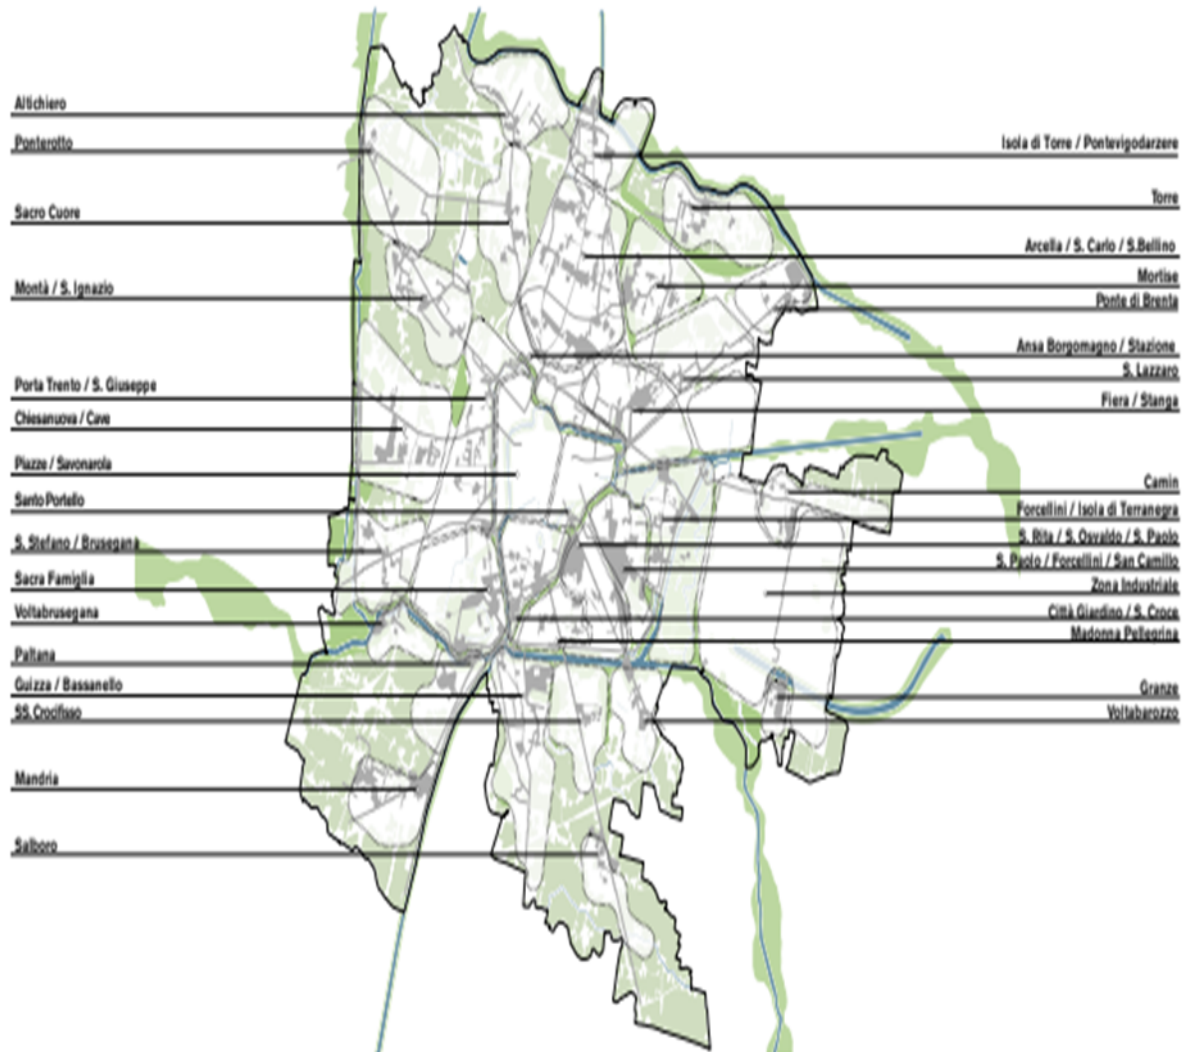 Altichiero
Ponterotto
Sacro Cuore
Montà / S. Ignazio
Porta Trento / S. Giuseppe
Chiesanuova / Cave
Piazze / Savonarola
Santo Portello
S. Stefano / Brusegana
Sacra Famiglia
Voltabrusegana
Paltana
Guizza / Bassanello
SS. Crocifisso
Mandria
Salboro
Isola di Torre / Pontevigodarzere
Torre
Arcella / S. Carlo / S.Bellino
Mortise
Ponte di Brenta
Ansa Borgomagno / Stazione
S. Lazzaro
Fiera / Stanga
Camin
Forcellini / Isola di Terranegra
S. Rita / S. Osvaldo / S. Paolo
S. Paolo / Forcellini / San Camillo
Zona Industriale
Città Giardino / S. Croce
Madonna Pellegrina
Granze
Voltabarozzo